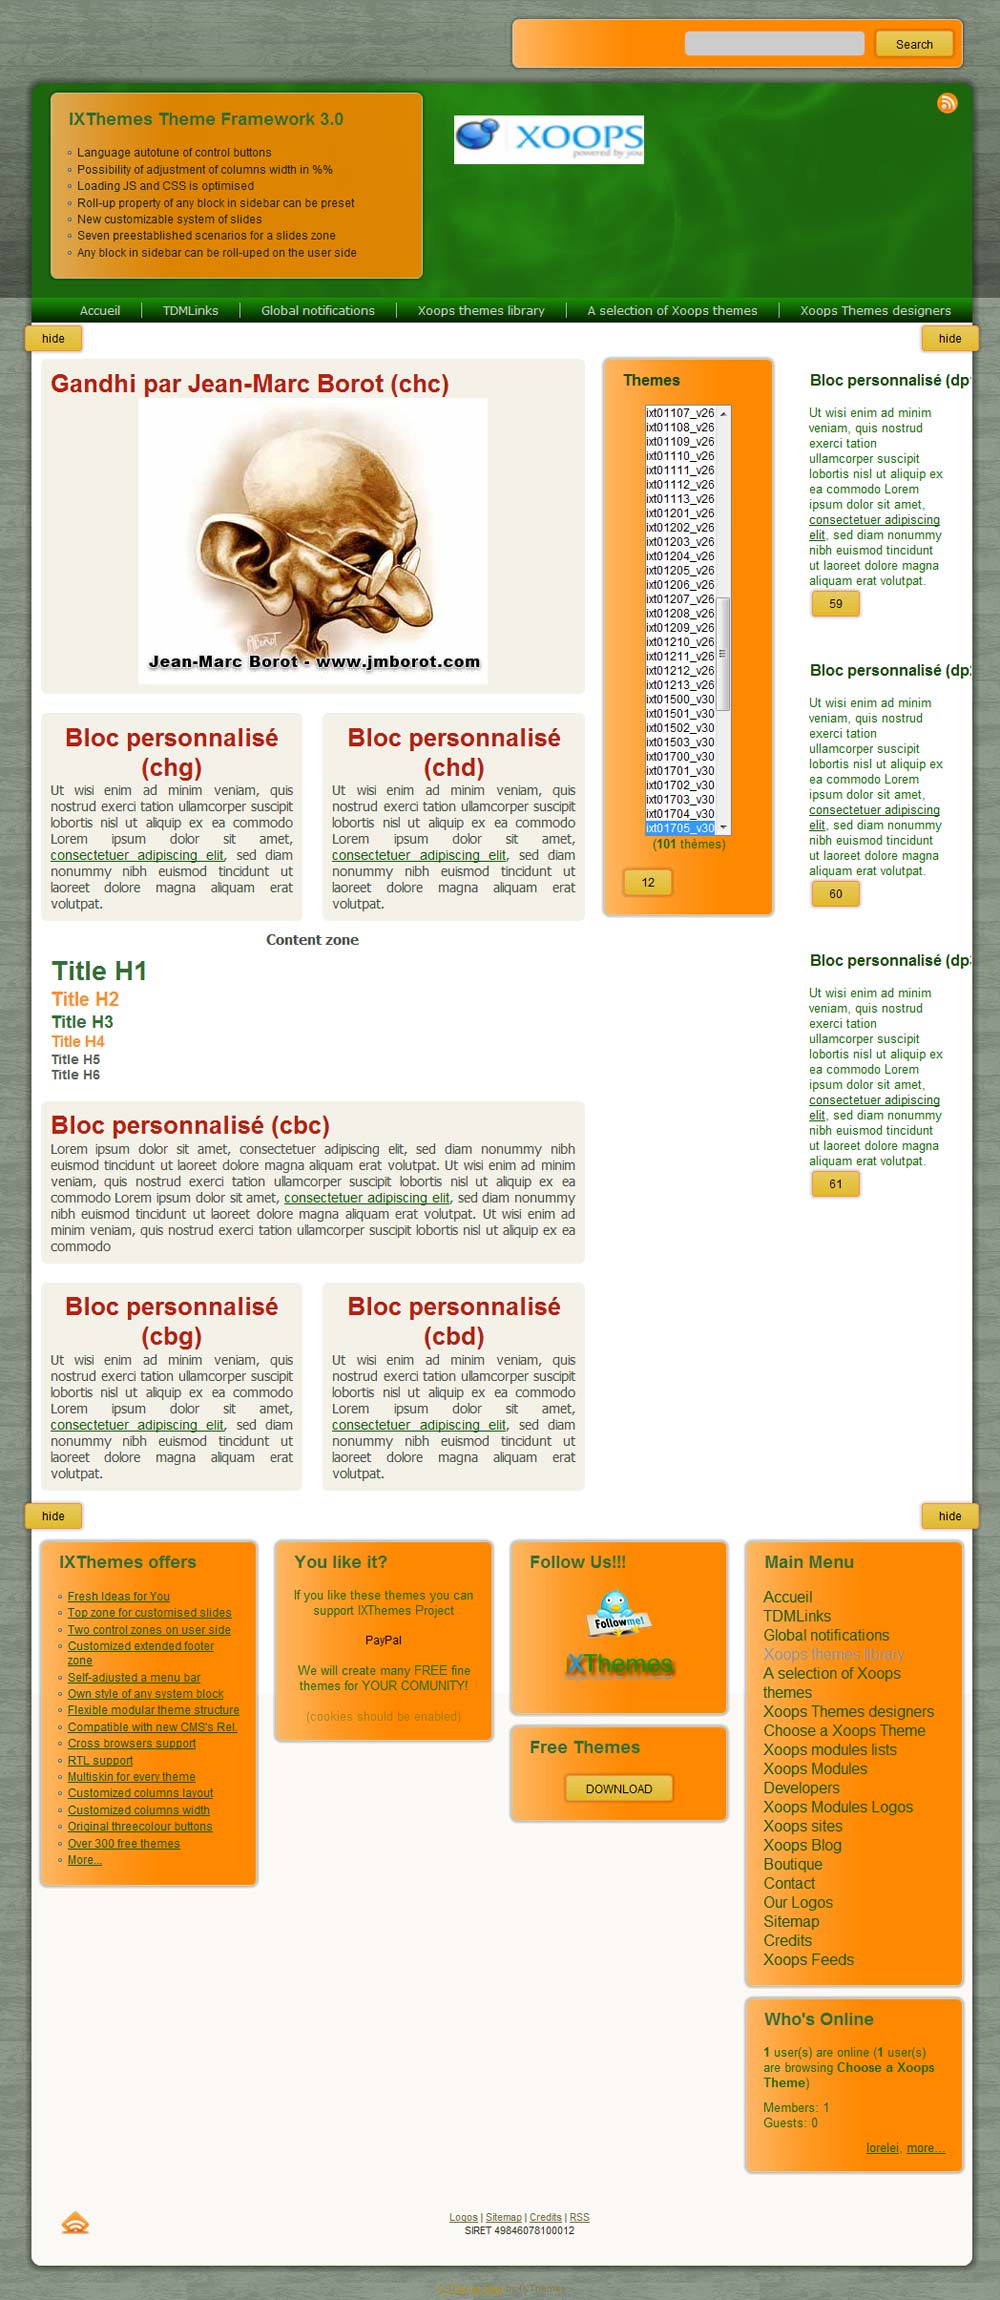 Search
IXThemes Theme Framework 3.0
Language autotune of control buttons
Possibility of adjustment of columns width in %%
Loading JS and CSS is optimised
Roll-up property of any block in sidebar can be preset
New customizable system of slides
Seven preestablished scenarios for a slides zone
Any block in sidebar can be roll-uped on the user side
XOOPS
powered by you
Accueil
TDMLinks
Global notifications
Xoops themes library
A selection of Xoops themes
Xoops Themes designers
hide
hide
Gandhi par Jean-Marc Borot (chc)
Jean-Marc Borot - www.jmborot.com
Bloc personnalisé
(chg)
Ut wisi enim ad minim veniam, quis
nostrud exerci tation ullamcorper suscipit
lobortis nisl ut aliquip ex ea commodo
Lorem ipsum dolor sit amet,
consectetuer adipiscing elit, sed diam
nonummy nibh euismod tincidunt ut
laoreet dolore magna aliquam erat
volutpat.
Bloc personnalisé
(chd)
Ut wisi enim ad minim veniam, quis
nostrud exerci tation ullamcorper suscipit
lobortis nisl ut aliquip ex ea commodo
Lorem ipsum dolor sit amet,
consectetuer adipiscing elit, sed diam
nonummy nibh euismod tincidunt ut
laoreet dolore magna aliquam erat
volutpat.
Content zone
Title H1
Title H2
Title H3
Title H4
Title H5
Title H6
Bloc personnalisé (cbc)
Lorem ipsum dolor sit amet, consectetuer adipiscing elit, sed diam nonummy nibh
euismod tincidunt ut laoreet dolore magna aliquam erat volutpat. Ut wisi enim ad minim
veniam, quis nostrud exerci tation ullamcorper suscipit lobortis nisl ut aliquip ex ea
commodo Lorem ipsum dolor sit amet, consectetuer adipiscing elit, sed diam nonummy
nibh euismod tincidunt ut laoreet dolore magna aliquam erat volutpat. Ut wisi enim ad
minim veniam, quis nostrud exerci tation ullamcorper suscipit lobortis nisl ut aliquip ex ea
commodo
Bloc personnalisé
(cbg)
Ut wisi enim ad minim veniam, quis
nostrud exerci tation ullamcorper suscipit
lobortis nisl ut aliquip ex ea commodo
Lorem ipsum dolor sit amet,
consectetuer adipiscing elit, sed diam
nonummy nibh euismod tincidunt ut
laoreet dolore magna aliquam erat
volutpat.
Bloc personnalisé
(cbd)
Ut wisi enim ad minim veniam, quis
nostrud exerci tation ullamcorper suscipit
lobortis nisl ut aliquip ex ea commodo
Lorem ipsum dolor sit amet,
consectetuer adipiscing elit, sed diam
nonummy nibh euismod tincidunt ut
laoreet dolore magna aliquam erat
volutpat.
Themes
ixt01107_v26
ixt01108_v26
ixt01109_v26
ixt01110_v26
ixt01111_v26
ixt01112_v26
ixt01113_v26
ixt01201_v26
ixt01202_v26
ixt01203_v26
ixt01204_v26
ixt01205_v26
ixt01206_v26
ixt01207_v26
ixt01208_v26
ixt01209_v26
ixt01210_v26
ixt01211_v26
ixt01212_v26
ixt01213_v26
ixt01500_v30
ixt01501_v30
ixt01502_v30
ixt01503_v30
ixt01700_v30
ixt01701_v30
ixt01702_v30
ixt01703_v30
ixt01704_v30
ixt01705_v30
(101 thèmes)
12
Bloc personnalisé (dp
Ut wisi enim ad minim
veniam, quis nostrud
exerci tation
ullamcorper suscipit
lobortis nisl ut aliquip ex
ea commodo Lorem
ipsum dolor sit amet,
consectetuer adipiscing
elit, sed diam nonummy
nibh euismod tincidunt
ut laoreet dolore magna
aliquam erat volutpat.
59
Bloc personnalisé (dp
Ut wisi enim ad minim
veniam, quis nostrud
exerci tation
ullamcorper suscipit
lobortis nisl ut aliquip ex
ea commodo Lorem
ipsum dolor sit amet,
consectetuer adipiscing
elit, sed diam nonummy
nibh euismod tincidunt
ut laoreet dolore magna
aliquam erat volutpat.
60
Bloc personnalisé (dp
Ut wisi enim ad minim
veniam, quis nostrud
exerci tation
ullamcorper suscipit
lobortis nisl ut aliquip ex
ea commodo Lorem
ipsum dolor sit amet,
consectetuer adipiscing
elit, sed diam nonummy
nibh euismod tincidunt
ut laoreet dolore magna
aliquam erat volutpat.
61
hide
hide
IXThemes offers
Fresh Ideas for You
Top zone for customised slides
Two control zones on user side
Customized extended footer
zone
Self-adjusted a menu bar
Own style of any system block
Flexible modular theme structure
Compatible with new CMS's Rel.
Cross browsers support
RTL support
Multiskin for every theme
Customized columns layout
Customized columns width
Original threecolour buttons
Over 300 free themes
More...
You like it?
If you like these themes you can
support IXThemes Project
PayPal
We will create many FREE fine
themes for YOUR COMUNITY!
(cookies should be enabled)
Follow Us!!!
Follow me!
IXThemes
Free Themes
DOWNLOAD
Main Menu
Accueil
TDMLinks
Global notifications
Xoops themes library
A selection of Xoops
themes
Xoops Themes designers
Choose a Xoops Theme
Xoops modules lists
Xoops Modules
Developers
Xoops Modules Logos
Xoops sites
Xoops Blog
Boutique
Contact
Our Logos
Sitemap
Credits
Xoops Feeds
Who's Online
1 user(s) are online (1 user(s)
are browsing Choose a Xoops
Theme)
Members: 1
Guests: 0
lorelei, more...
Logos | Sitemap | Credits | RSS
SIRET 49846078100012